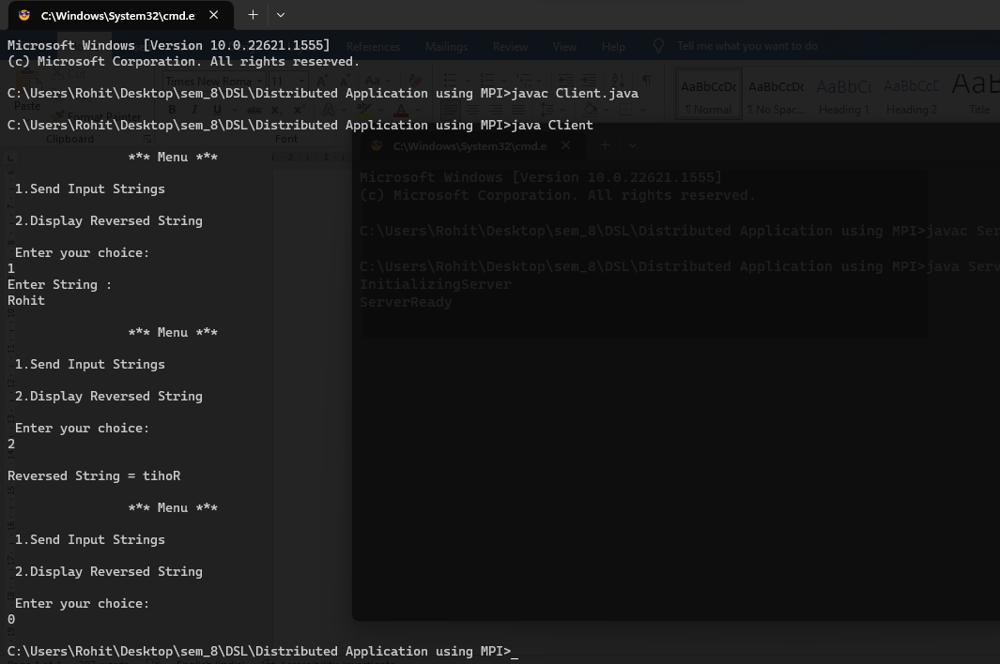 C:\Windows\System32\cmd.e
Microsoft Windows [Version 10.0.22621.1555]
(c) Microsoft Corporation. All rights reserved.
C:\Users\Rohit\Desktop\sem_8\DSL\Distributed Application using MPI>javac Client.java
C:\Users\Rohit\Desktop\sem_8\DSL\Distributed Application using MPI>java Client
*** Menu ***
1.Send Input Strings
2.Display Reversed String
Enter your choice:
1
Enter String :
Rohit
*** Menu ***
1.Send Input Strings
2.Display Reversed String
Enter your choice:
2
Reversed String = tihoR
*** Menu ***
1.Send Input Strings
2.Display Reversed String
Enter your choice:
0
C:\Users\Rohit\Desktop\sem_8\DSL\Distributed Application using MPI>_
References Mailings Review View Help Tell me what you want to do
Times New Roma 11
Paste
Format Painter
Clipboard
Font
AaBbCcDc AaBbCcDc AaBbCc AaBbCcD AaB
¶ Normal ¶ No Spac... Heading 1 Heading 2 Title
C:\Windows\System32\cmd.e
Microsoft Windows [Version 10.0.22621.1555]
(c) Microsoft Corporation. All rights reserved.
C:\Users\Rohit\Desktop\sem_8\DSL\Distributed Application using MPI>javac Ser
C:\Users\Rohit\Desktop\sem_8\DSL\Distributed Application using MPI>java Serv
InitializingServer
ServerReady